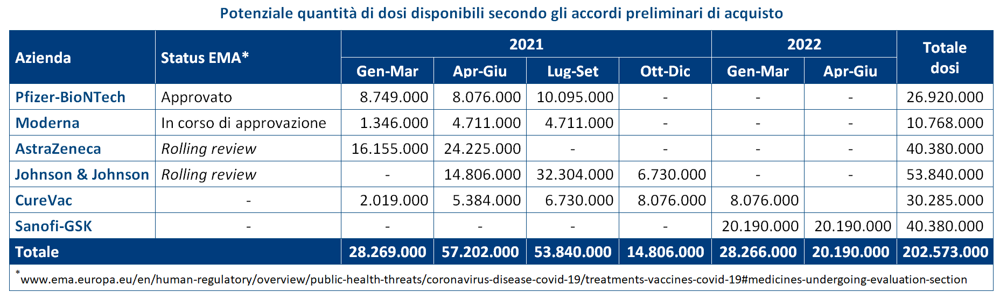 Potenziale quantità di dosi disponibili secondo gli accordi preliminari di acquisto
Azienda Status EMA* 2021 2022 Totale dosi
Gen-Mar Apr-Giu Lug-Set Ott-Dic Gen-Mar Apr-Giu
Pfizer-BioNTech Approvato 8.749.000 8.076.000 10.095.000 - - - 26.920.000
Moderna In corso di approvazione 1.346.000 4.711.000 4.711.000 - - - 10.768.000
AstraZeneca Rolling review 16.155.000 24.225.000 - - - - 40.380.000
Johnson & Johnson Rolling review - 14.806.000 32.304.000 6.730.000 - - 53.840.000
CureVac - 2.019.000 5.384.000 6.730.000 8.076.000 8.076.000 30.285.000
Sanofi-GSK - - - - - 20.190.000 20.190.000 40.380.000
Totale 28.269.000 57.202.000 53.840.000 14.806.000 28.266.000 20.190.000 202.573.000
*www.ema.europa.eu/en/human-regulatory/overview/public-health-threats/coronavirus-disease-covid-19/treatments-vaccines-covid-19#medicines-undergoing-evaluation-section